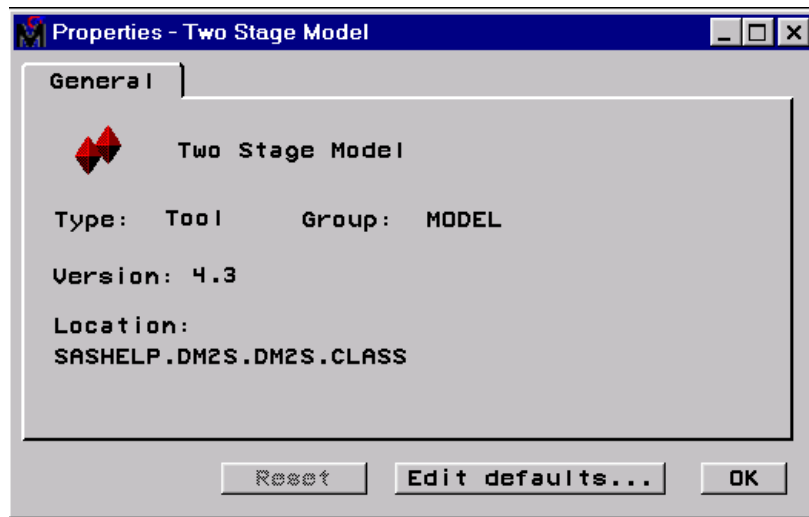 Properties - Two Stage Model
General
Two Stage Model
Type: Tool Group: MODEL
Version: 4.3
Location:
SASHELP.DM2S.DM2S.CLASS
Reset Edit defaults... OK